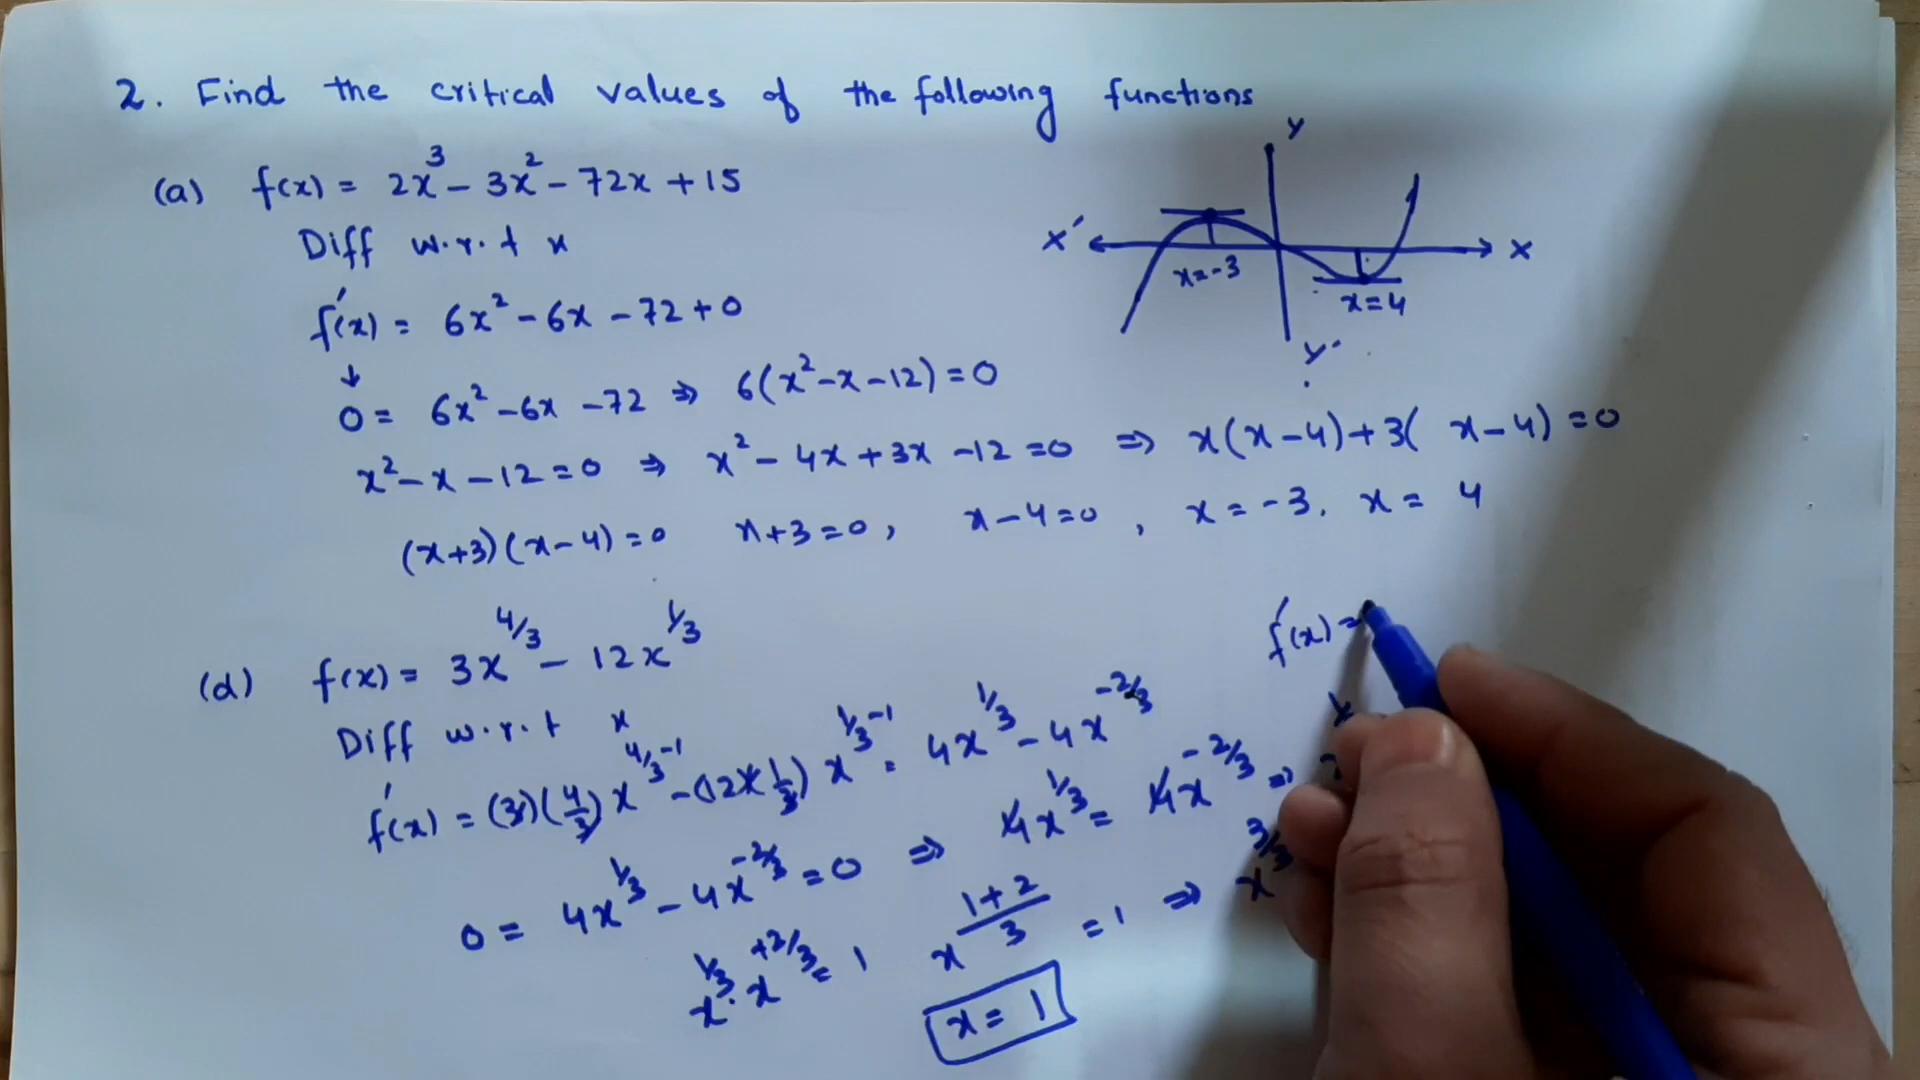 2. Find the critical values of the following functions
(a) f(x) = 2x³ - 3x² - 72x + 15
Diff w.r.t x
f'(x) = 6x² - 6x - 72 + 0
↓
0 = 6x² - 6x - 72 ⇒ 6(x² - x - 12) = 0
x² - x - 12 = 0 ⇒ x² - 4x + 3x - 12 = 0 ⇒ x(x - 4) + 3( x - 4) = 0
(x+3)(x-4) = 0 x+3 = 0, x-4 = 0, x = -3. x = 4
Y
X' X
x=-3
x=4
Y'
(d) f(x) = 3x^(4/3) - 12x^(1/3)
Diff w.r.t x
f'(x) = (3)(4/3) x^(4/3-1) - (12)(1/3) x^(1/3-1) = 4x^(1/3) - 4x^(-2/3)
0 = 4x^(1/3) - 4x^(-2/3) = 0 ⇒ 4x^(1/3) = 4x^(-2/3) ⇒
x^(1/3) · x^(+2/3) = 1 x^((1+2)/3) = 1 ⇒ x^(3/3)
x = 1
f'(x) =